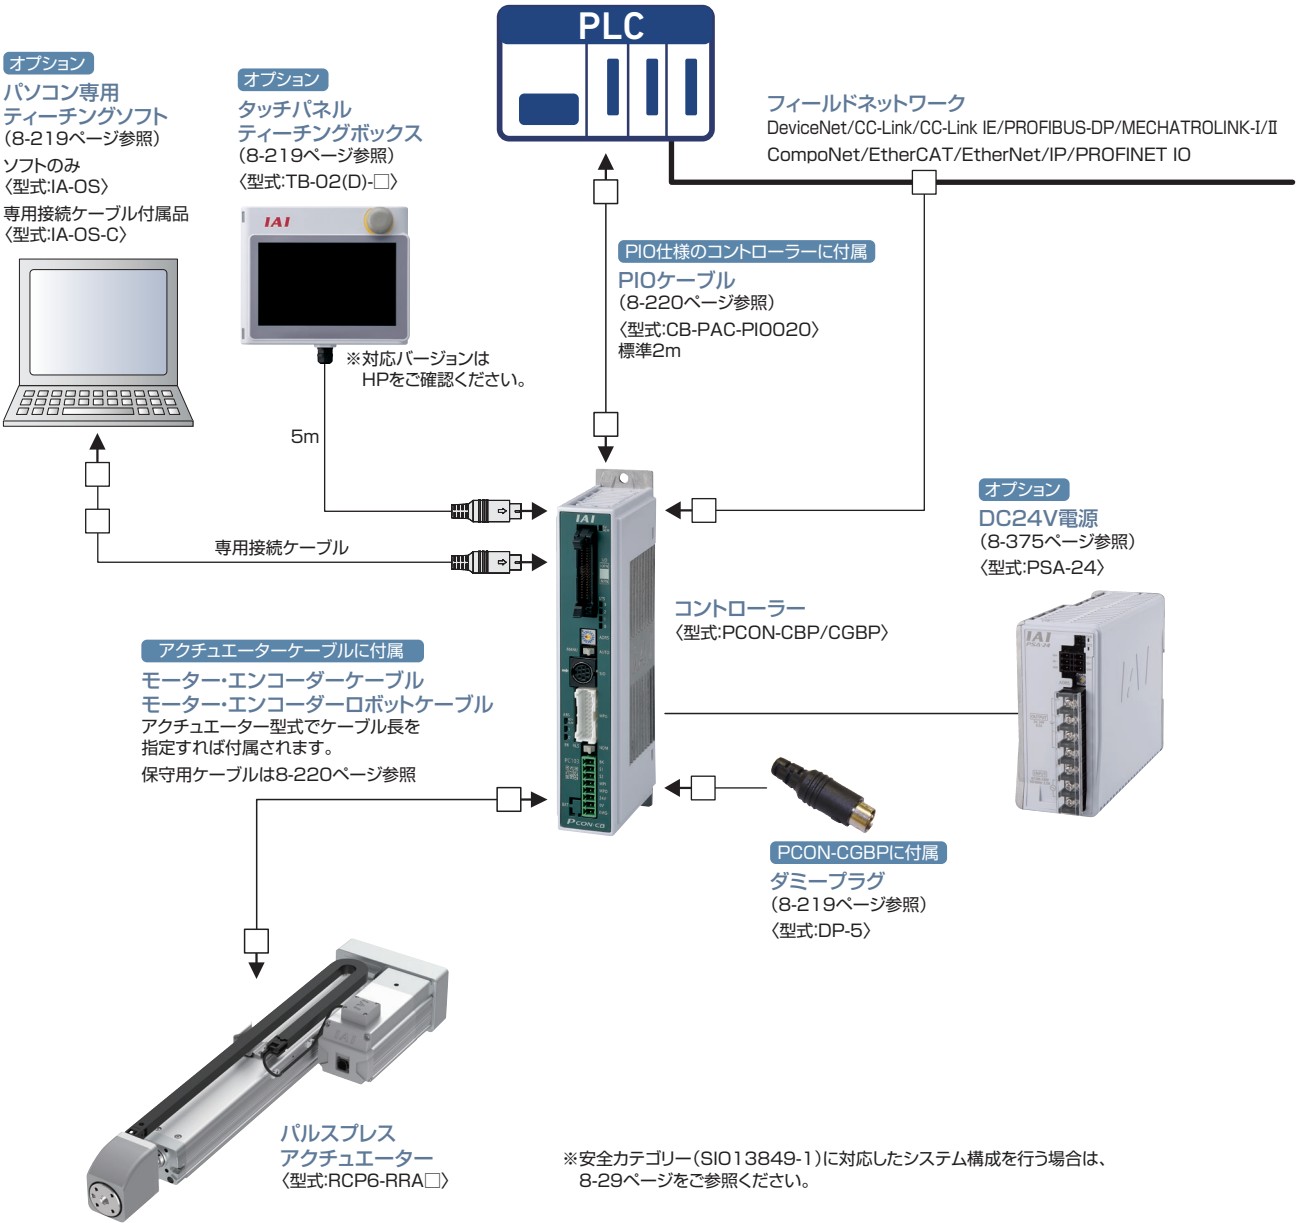 PLC
オプション
パソコン専用
ティーチングソフト
(8-219ページ参照)
ソフトのみ
〈型式:IA-OS〉
専用接続ケーブル付属品
〈型式:IA-OS-C〉
オプション
タッチパネル
ティーチングボックス
(8-219ページ参照)
〈型式:TB-02(D)-□〉
IAI
※対応バージョンは
HPをご確認ください。
5m
専用接続ケーブル
フィールドネットワーク
DeviceNet/CC-Link/CC-Link IE/PROFIBUS-DP/MECHATROLINK-I/II
CompoNet/EtherCAT/EtherNet/IP/PROFINET IO
PIO仕様のコントローラーに付属
PIOケーブル
(8-220ページ参照)
〈型式:CB-PAC-PIO020〉
標準2m
オプション
DC24V電源
(8-375ページ参照)
〈型式:PSA-24〉
IAI
PSA-24
IAI
コントローラー
〈型式:PCON-CBP/CGBP〉
PCON-CB
アクチュエーターケーブルに付属
モーター・エンコーダーケーブル
モーター・エンコーダーロボットケーブル
アクチュエーター型式でケーブル長を
指定すれば付属されます。
保守用ケーブルは8-220ページ参照
PCON-CGBPに付属
ダミープラグ
(8-219ページ参照)
〈型式:DP-5〉
IAI
パルスプレス
アクチュエーター
〈型式:RCP6-RRA□〉
※安全カテゴリー(SIO13849-1)に対応したシステム構成を行う場合は、
8-29ページをご参照ください。